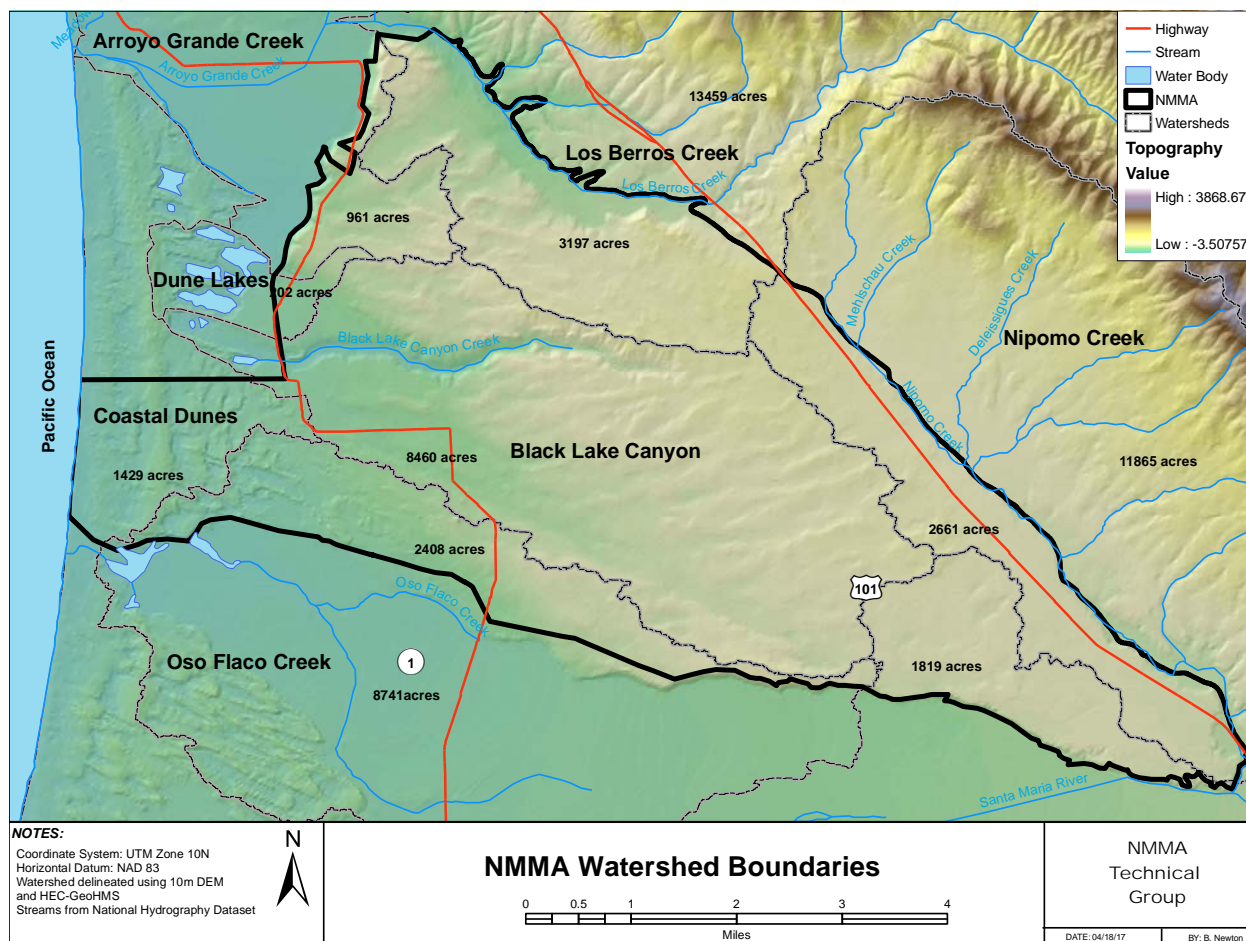 Meadow
Arroyo Grande Creek
Arroyo Grande Creek
13459 acres
Los Berros Creek
Los Berros Creek
961 acres
3197 acres
Dune Lakes
202 acres
Mehlschau Creek
Deleissigues Creek
Nipomo Creek
Black Lake Canyon Creek
Pacific Ocean
Coastal Dunes
Nipomo Creek
8460 acres
Black Lake Canyon
1429 acres
11865 acres
2661 acres
2408 acres
Oso Flaco Creek
101
Oso Flaco Creek
1
1819 acres
8741acres
Santa Maria River
Highway
Stream
Water Body
NMMA
Watersheds
Topography
Value
High : 3868.67
Low : -3.50757
NOTES:
Coordinate System: UTM Zone 10N
Horizontal Datum: NAD 83
Watershed delineated using 10m DEM
and HEC-GeoHMS
Streams from National Hydrography Dataset
N
NMMA Watershed Boundaries
0 0.5 1 2 3 4
Miles
NMMA
Technical
Group
DATE: 04/18/17
BY: B. Newton